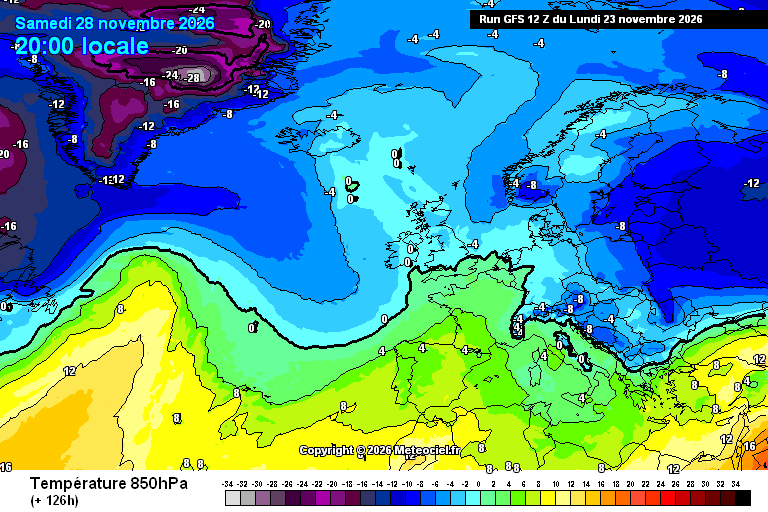 Samedi 28 novembre 2026
20:00 locale
Run GFS 12 Z du Lundi 23 novembre 2026
Copyright © 2026 Meteociel.fr
Température 850hPa
(+ 126h)
-34 -32 -30 -28 -26 -24 -22 -20 -18 -16 -14 -12 -10 -8 -6 -4 -2 0 2 4 6 8 10 12 14 16 18 20 22 24 26 28 30 32 34